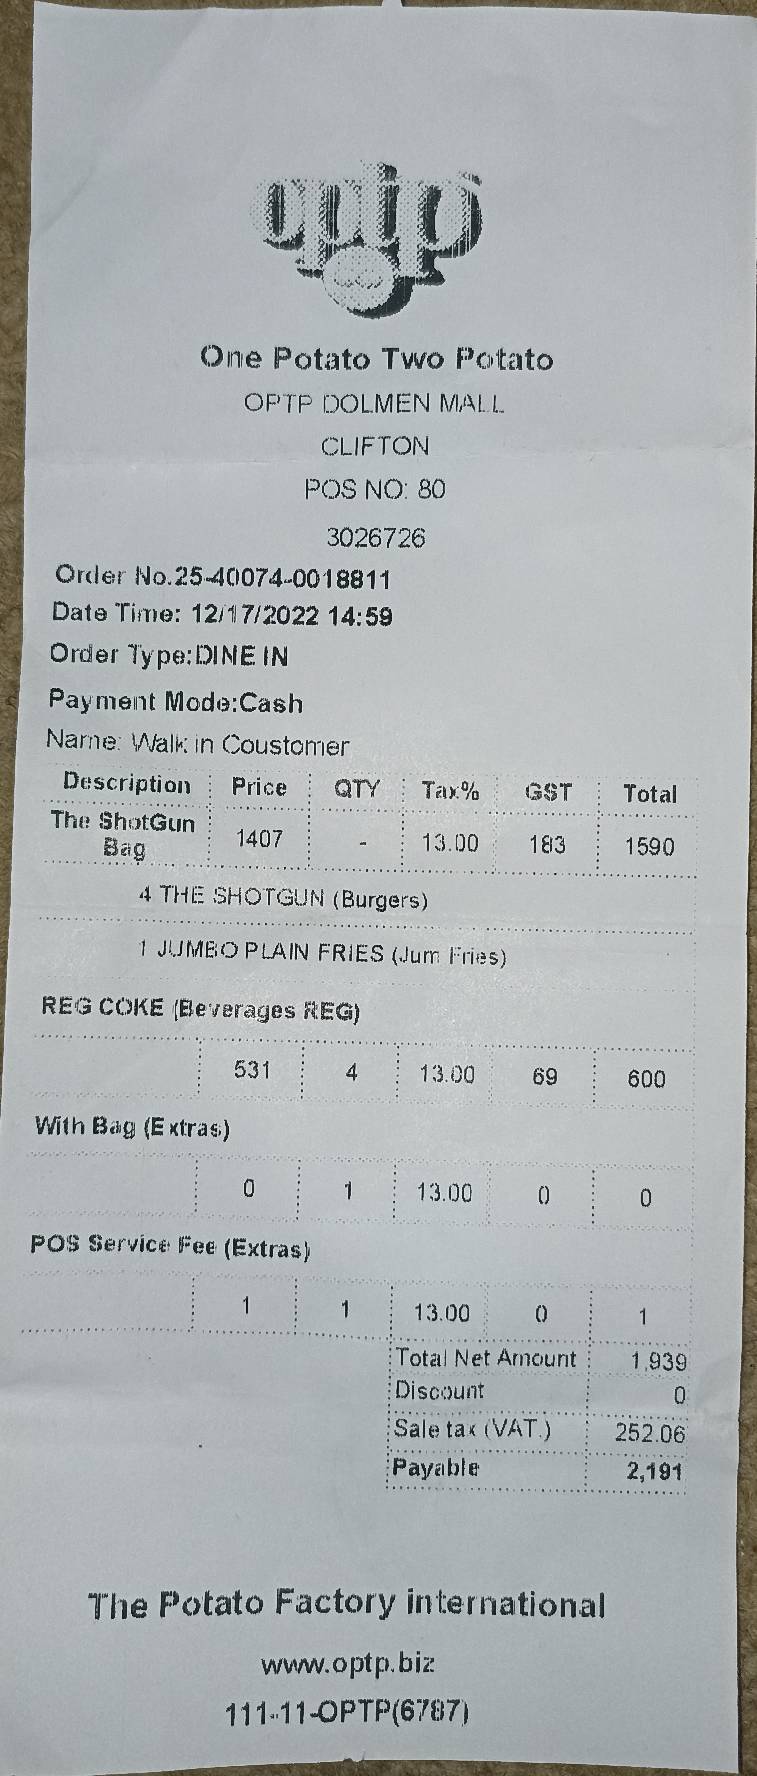 optp
One Potato Two Potato
OPTP DOLMEN MALL
CLIFTON
POS NO: 80
3026726
Order No.25-40074-0018811
Date Time: 12/17/2022 14:59
Order Type:DINE IN
Payment Mode:Cash
Name: Walk in Coustomer
Description Price QTY Tax% GST Total
The ShotGun Bag 1407 - 13.00 183 1590
4 THE SHOTGUN (Burgers)
1 JUMBO PLAIN FRIES (Jum Fries)
REG COKE (Beverages REG)
531 4 13.00 69 600
With Bag (Extras)
0 1 13.00 0 0
POS Service Fee (Extras)
1 1 13.00 0 1
Total Net Amount 1,939
Discount 0
Sale tax (VAT.) 252.06
Payable 2,191
The Potato Factory international
www.optp.biz
111-11-OPTP(6787)